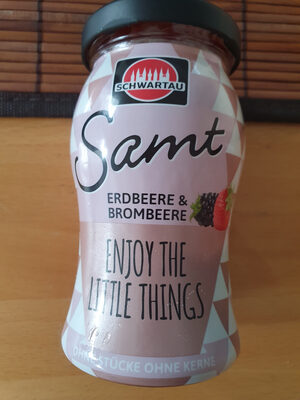 SCHWARTAU
Samt
ERDBEERE &
BROMBEERE
ENJOY THE
LITTLE THINGS
OHNE STÜCKE OHNE KERNE